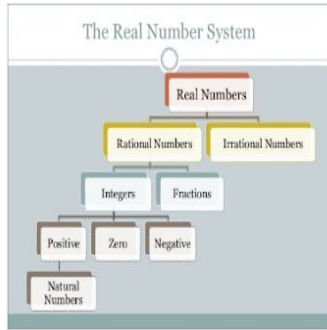 The Real Number System
Real Numbers
Rational Numbers
Irrational Numbers
Integers
Fractions
Positive
Zero
Negative
Natural
Numbers